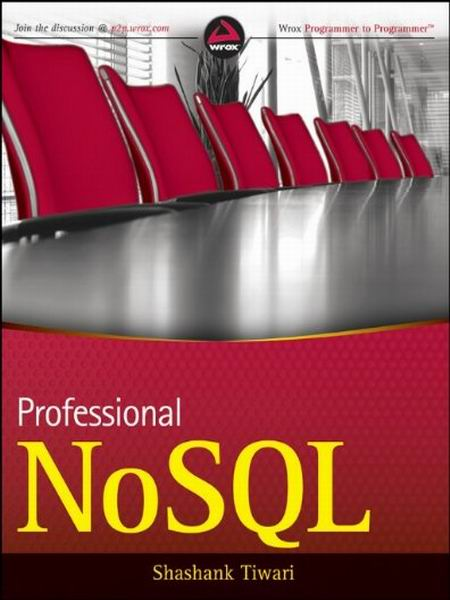 Join the discussion @ p2p.wrox.com
wrox
Wrox Programmer to Programmer™
Professional
NoSQL
Shashank Tiwari